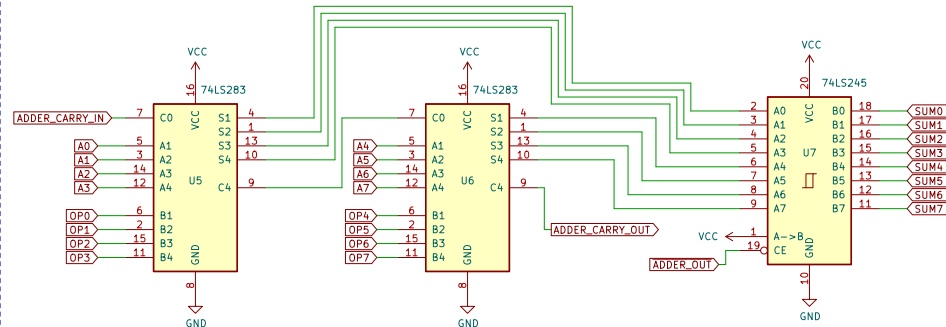 VCC
74LS283
16
VCC
ADDER_CARRY_IN
7
C0
A0
5
A1
A1
3
A2
A2
14
A3
A3
12
A4
U5
OP0
6
B1
OP1
2
B2
OP2
15
B3
OP3
11
B4
S1
4
S2
1
S3
13
S4
10
C4
9
GND
8
GND
VCC
74LS283
16
VCC
7
C0
A4
5
A1
A5
3
A2
A6
14
A3
A7
12
A4
U6
OP4
6
B1
OP5
2
B2
OP6
15
B3
OP7
11
B4
S1
4
S2
1
S3
13
S4
10
C4
9
ADDER_CARRY_OUT
GND
8
GND
VCC
74LS245
20
VCC
2
A0
B0
18
SUM0
3
A1
B1
17
SUM1
4
A2
B2
16
SUM2
5
A3
B3
15
SUM3
6
A4
B4
14
SUM4
7
A5
B5
13
SUM5
8
A6
B6
12
SUM6
9
A7
B7
11
SUM7
U7
VCC
1
A->B
ADDER_OUT
19
CE
GND
10
GND